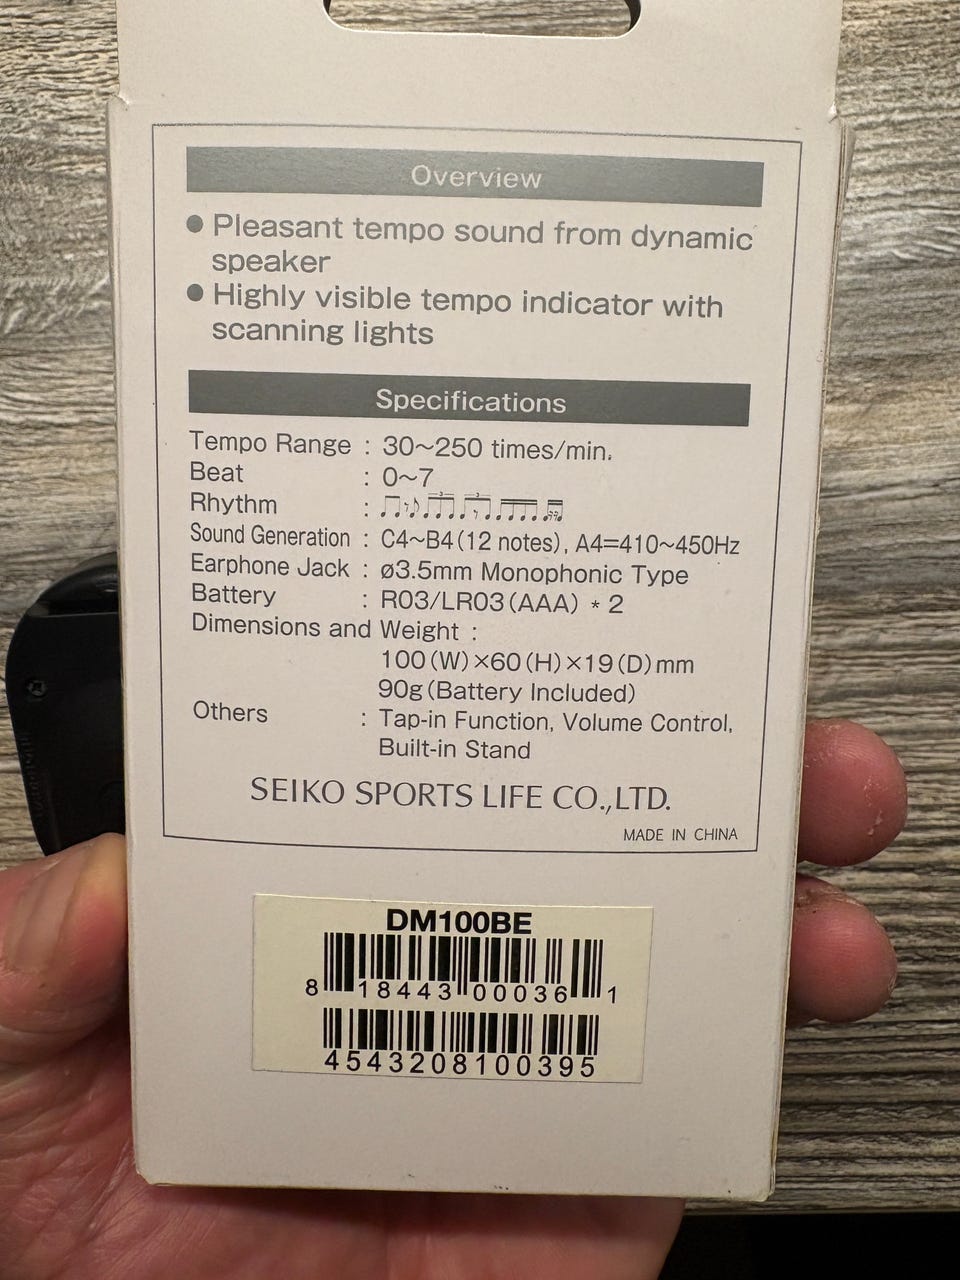 Overview
● Pleasant tempo sound from dynamic
speaker
● Highly visible tempo indicator with
scanning lights
Specifications
Tempo Range : 30~250 times/min.
Beat : 0~7
Rhythm :
Sound Generation : C4~B4(12 notes), A4=410~450Hz
Earphone Jack : ø3.5mm Monophonic Type
Battery : R03/LR03(AAA) * 2
Dimensions and Weight :
100(W)×60(H)×19(D)mm
90g(Battery Included)
Others : Tap-in Function, Volume Control,
Built-in Stand
SEIKO SPORTS LIFE CO.,LTD.
MADE IN CHINA
DM100BE
8 18443 00036 1
4543208100395